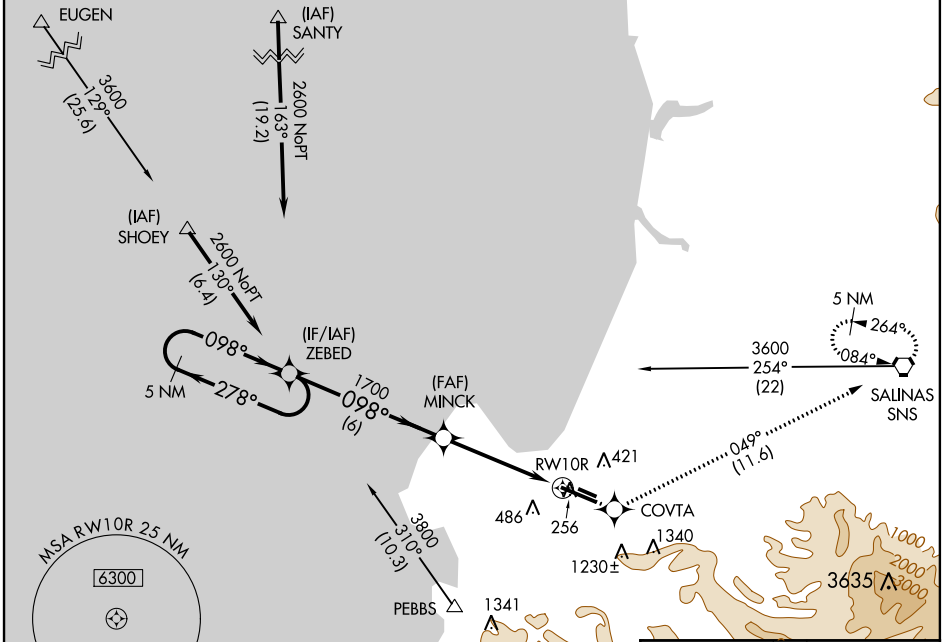 EUGEN
3600
129°
(25.6)
(IAF)
SANTY
2600 NoPT
163°
(19.2)
(IAF)
SHOEY
2600 NoPT
130°
(6.4)
(IF/IAF)
ZEBED
098°
278°
5 NM
1700
098°
(6)
(FAF)
MINCK
5 NM
264°
084°
3600
254°
(22)
SALINAS
SNS
049°
(11.6)
RW10R
421
486
256
COVTA
1340
1230±
1000
2000
3000
3635
3800
310°
(10.3)
PEBBS
1341
MSA RW10R 25 NM
6300